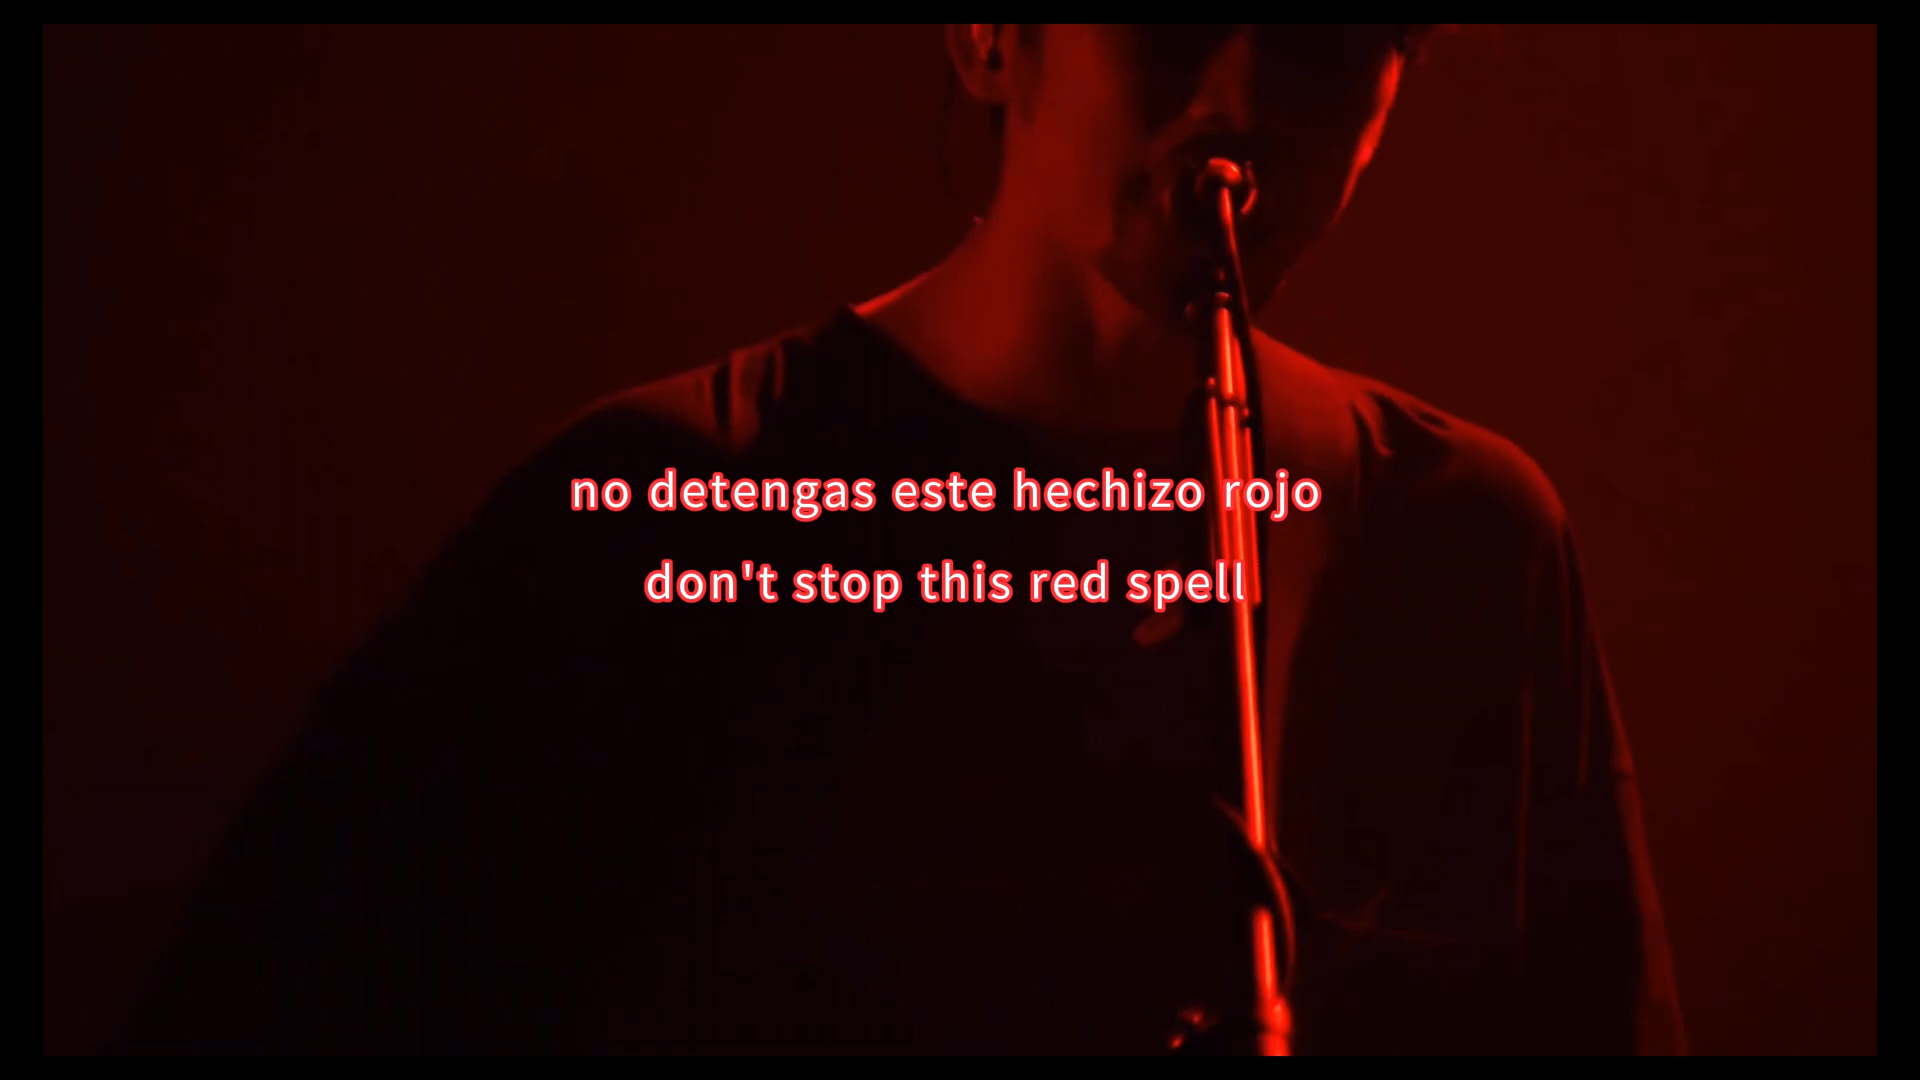 no detengas este hechizo rojo
don't stop this red spell